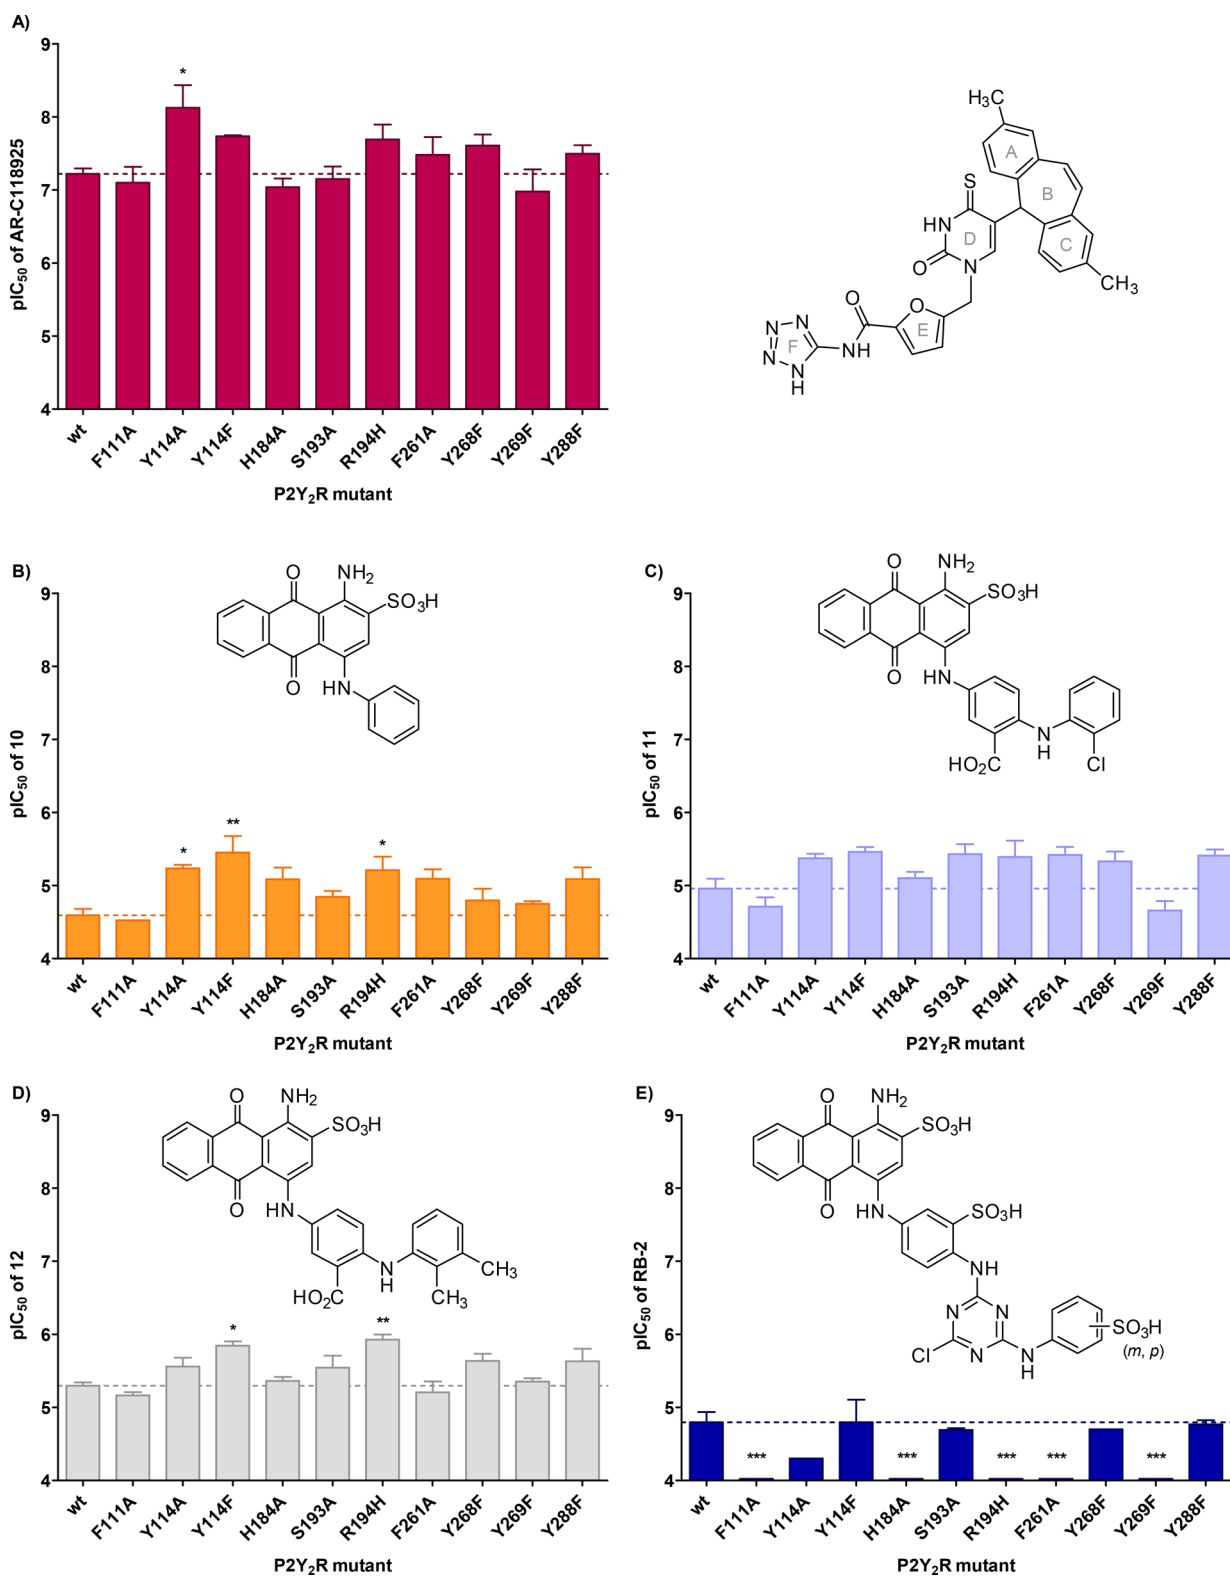 A)
pIC50 of AR-C118925
9
8
7
6
5
4
*
wt
F111A
Y114A
Y114F
H184A
S193A
R194H
F261A
Y268F
Y269F
Y288F
P2Y2R mutant
H3C
A
B
S
HN
D
C
O
N
CH3
O
O
E
N N
N F
N
N
H
NH
B)
pIC50 of 10
9
8
7
6
5
4
O NH2
SO3H
O HN
* ** *
wt
F111A
Y114A
Y114F
H184A
S193A
R194H
F261A
Y268F
Y269F
Y288F
P2Y2R mutant
C)
pIC50 of 11
9
8
7
6
5
4
O NH2
SO3H
O HN
N
H
HO2C Cl
wt
F111A
Y114A
Y114F
H184A
S193A
R194H
F261A
Y268F
Y269F
Y288F
P2Y2R mutant
D)
pIC50 of 12
9
8
7
6
5
4
O NH2
SO3H
O HN
N
H
CH3
HO2C CH3
* **
wt
F111A
Y114A
Y114F
H184A
S193A
R194H
F261A
Y268F
Y269F
Y288F
P2Y2R mutant
E)
pIC50 of RB-2
9
8
7
6
5
4
O NH2
SO3H
O HN
SO3H
NH
N N
SO3H
(m, p)
Cl N N
H
*** *** *** *** ***
wt
F111A
Y114A
Y114F
H184A
S193A
R194H
F261A
Y268F
Y269F
Y288F
P2Y2R mutant